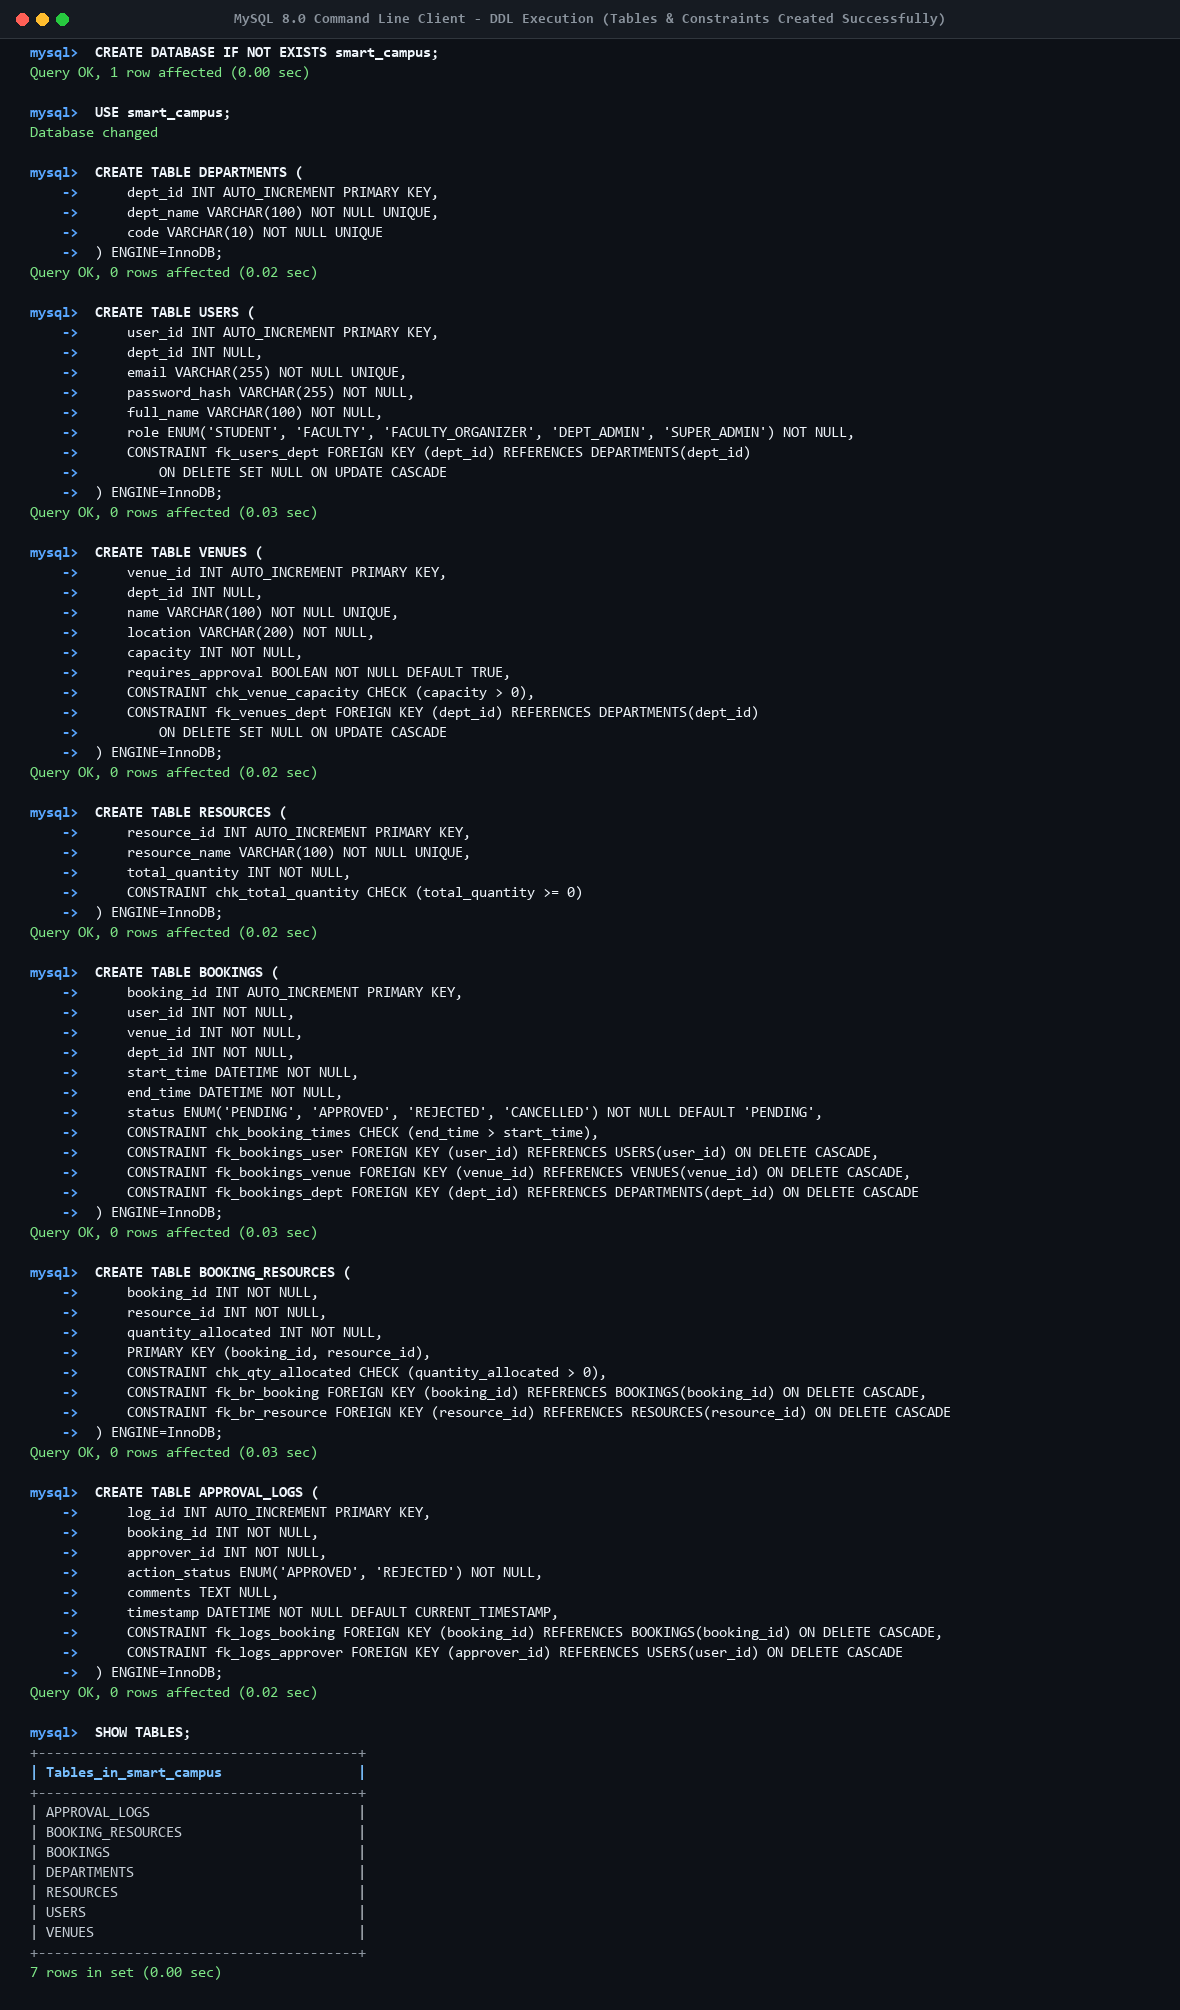 MySQL 8.0 Command Line Client - DDL Execution (Tables & Constraints Created Successfully)
mysql>  CREATE DATABASE IF NOT EXISTS smart_campus;
Query OK, 1 row affected (0.00 sec)
mysql>  USE smart_campus;
Database changed
mysql>  CREATE TABLE DEPARTMENTS (
    ->      dept_id INT AUTO_INCREMENT PRIMARY KEY,
    ->      dept_name VARCHAR(100) NOT NULL UNIQUE,
    ->      code VARCHAR(10) NOT NULL UNIQUE
    ->  ) ENGINE=InnoDB;
Query OK, 0 rows affected (0.02 sec)
mysql>  CREATE TABLE USERS (
    ->      user_id INT AUTO_INCREMENT PRIMARY KEY,
    ->      dept_id INT NULL,
    ->      email VARCHAR(255) NOT NULL UNIQUE,
    ->      password_hash VARCHAR(255) NOT NULL,
    ->      full_name VARCHAR(100) NOT NULL,
    ->      role ENUM('STUDENT', 'FACULTY', 'FACULTY_ORGANIZER', 'DEPT_ADMIN', 'SUPER_ADMIN') NOT NULL,
    ->      CONSTRAINT fk_users_dept FOREIGN KEY (dept_id) REFERENCES DEPARTMENTS(dept_id)
    ->          ON DELETE SET NULL ON UPDATE CASCADE
    ->  ) ENGINE=InnoDB;
Query OK, 0 rows affected (0.03 sec)
mysql>  CREATE TABLE VENUES (
    ->      venue_id INT AUTO_INCREMENT PRIMARY KEY,
    ->      dept_id INT NULL,
    ->      name VARCHAR(100) NOT NULL UNIQUE,
    ->      location VARCHAR(200) NOT NULL,
    ->      capacity INT NOT NULL,
    ->      requires_approval BOOLEAN NOT NULL DEFAULT TRUE,
    ->      CONSTRAINT chk_venue_capacity CHECK (capacity > 0),
    ->      CONSTRAINT fk_venues_dept FOREIGN KEY (dept_id) REFERENCES DEPARTMENTS(dept_id)
    ->          ON DELETE SET NULL ON UPDATE CASCADE
    ->  ) ENGINE=InnoDB;
Query OK, 0 rows affected (0.02 sec)
mysql>  CREATE TABLE RESOURCES (
    ->      resource_id INT AUTO_INCREMENT PRIMARY KEY,
    ->      resource_name VARCHAR(100) NOT NULL UNIQUE,
    ->      total_quantity INT NOT NULL,
    ->      CONSTRAINT chk_total_quantity CHECK (total_quantity >= 0)
    ->  ) ENGINE=InnoDB;
Query OK, 0 rows affected (0.02 sec)
mysql>  CREATE TABLE BOOKINGS (
    ->      booking_id INT AUTO_INCREMENT PRIMARY KEY,
    ->      user_id INT NOT NULL,
    ->      venue_id INT NOT NULL,
    ->      dept_id INT NOT NULL,
    ->      start_time DATETIME NOT NULL,
    ->      end_time DATETIME NOT NULL,
    ->      status ENUM('PENDING', 'APPROVED', 'REJECTED', 'CANCELLED') NOT NULL DEFAULT 'PENDING',
    ->      CONSTRAINT chk_booking_times CHECK (end_time > start_time),
    ->      CONSTRAINT fk_bookings_user FOREIGN KEY (user_id) REFERENCES USERS(user_id) ON DELETE CASCADE,
    ->      CONSTRAINT fk_bookings_venue FOREIGN KEY (venue_id) REFERENCES VENUES(venue_id) ON DELETE CASCADE,
    ->      CONSTRAINT fk_bookings_dept FOREIGN KEY (dept_id) REFERENCES DEPARTMENTS(dept_id) ON DELETE CASCADE
    ->  ) ENGINE=InnoDB;
Query OK, 0 rows affected (0.03 sec)
mysql>  CREATE TABLE BOOKING_RESOURCES (
    ->      booking_id INT NOT NULL,
    ->      resource_id INT NOT NULL,
    ->      quantity_allocated INT NOT NULL,
    ->      PRIMARY KEY (booking_id, resource_id),
    ->      CONSTRAINT chk_qty_allocated CHECK (quantity_allocated > 0),
    ->      CONSTRAINT fk_br_booking FOREIGN KEY (booking_id) REFERENCES BOOKINGS(booking_id) ON DELETE CASCADE,
    ->      CONSTRAINT fk_br_resource FOREIGN KEY (resource_id) REFERENCES RESOURCES(resource_id) ON DELETE CASCADE
    ->  ) ENGINE=InnoDB;
Query OK, 0 rows affected (0.03 sec)
mysql>  CREATE TABLE APPROVAL_LOGS (
    ->      log_id INT AUTO_INCREMENT PRIMARY KEY,
    ->      booking_id INT NOT NULL,
    ->      approver_id INT NOT NULL,
    ->      action_status ENUM('APPROVED', 'REJECTED') NOT NULL,
    ->      comments TEXT NULL,
    ->      timestamp DATETIME NOT NULL DEFAULT CURRENT_TIMESTAMP,
    ->      CONSTRAINT fk_logs_booking FOREIGN KEY (booking_id) REFERENCES BOOKINGS(booking_id) ON DELETE CASCADE,
    ->      CONSTRAINT fk_logs_approver FOREIGN KEY (approver_id) REFERENCES USERS(user_id) ON DELETE CASCADE
    ->  ) ENGINE=InnoDB;
Query OK, 0 rows affected (0.02 sec)
mysql>  SHOW TABLES;
+----------------------------------------+
| Tables_in_smart_campus                 |
+----------------------------------------+
| APPROVAL_LOGS                          |
| BOOKING_RESOURCES                      |
| BOOKINGS                               |
| DEPARTMENTS                            |
| RESOURCES                              |
| USERS                                  |
| VENUES                                 |
+----------------------------------------+
7 rows in set (0.00 sec)